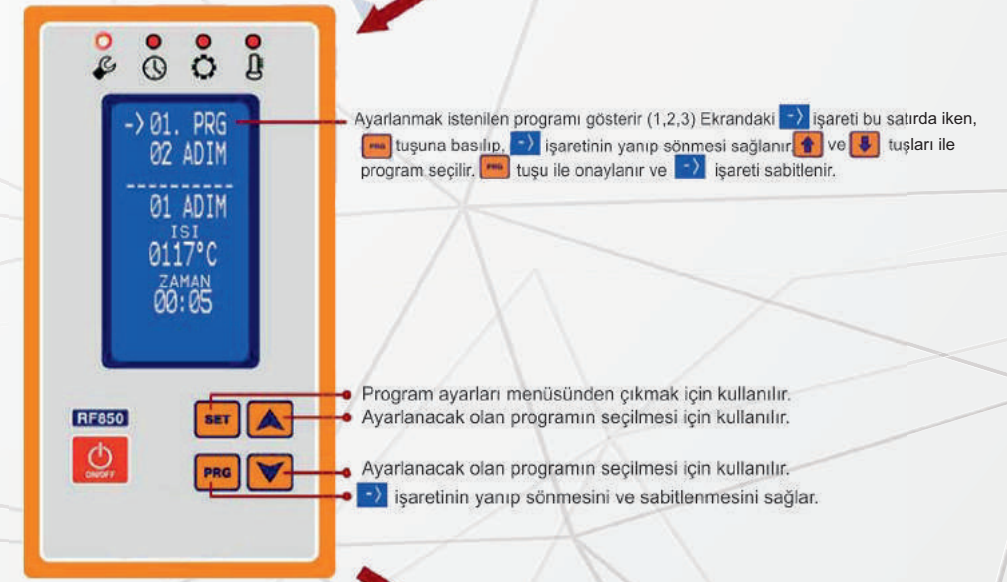 ->01. PRG
02 ADIM
------------
01 ADIM
ISI
0117°C
ZAMAN
00:05
Ayarlanmak istenilen programı gösterir (1,2,3) Ekrandaki -> işareti bu satırda iken,
PRG tuşuna basılıp, -> işaretinin yanıp sönmesi sağlanır. ve tuşları ile
program seçilir. PRG tuşu ile onaylanır ve -> işareti sabitlenir.
RF850
ON/OFF
SET
PRG
Program ayarları menüsünden çıkmak için kullanılır.
Ayarlanacak olan programın seçilmesi için kullanılır.
Ayarlanacak olan programın seçilmesi için kullanılır.
-> işaretinin yanıp sönmesini ve sabitlenmesini sağlar.